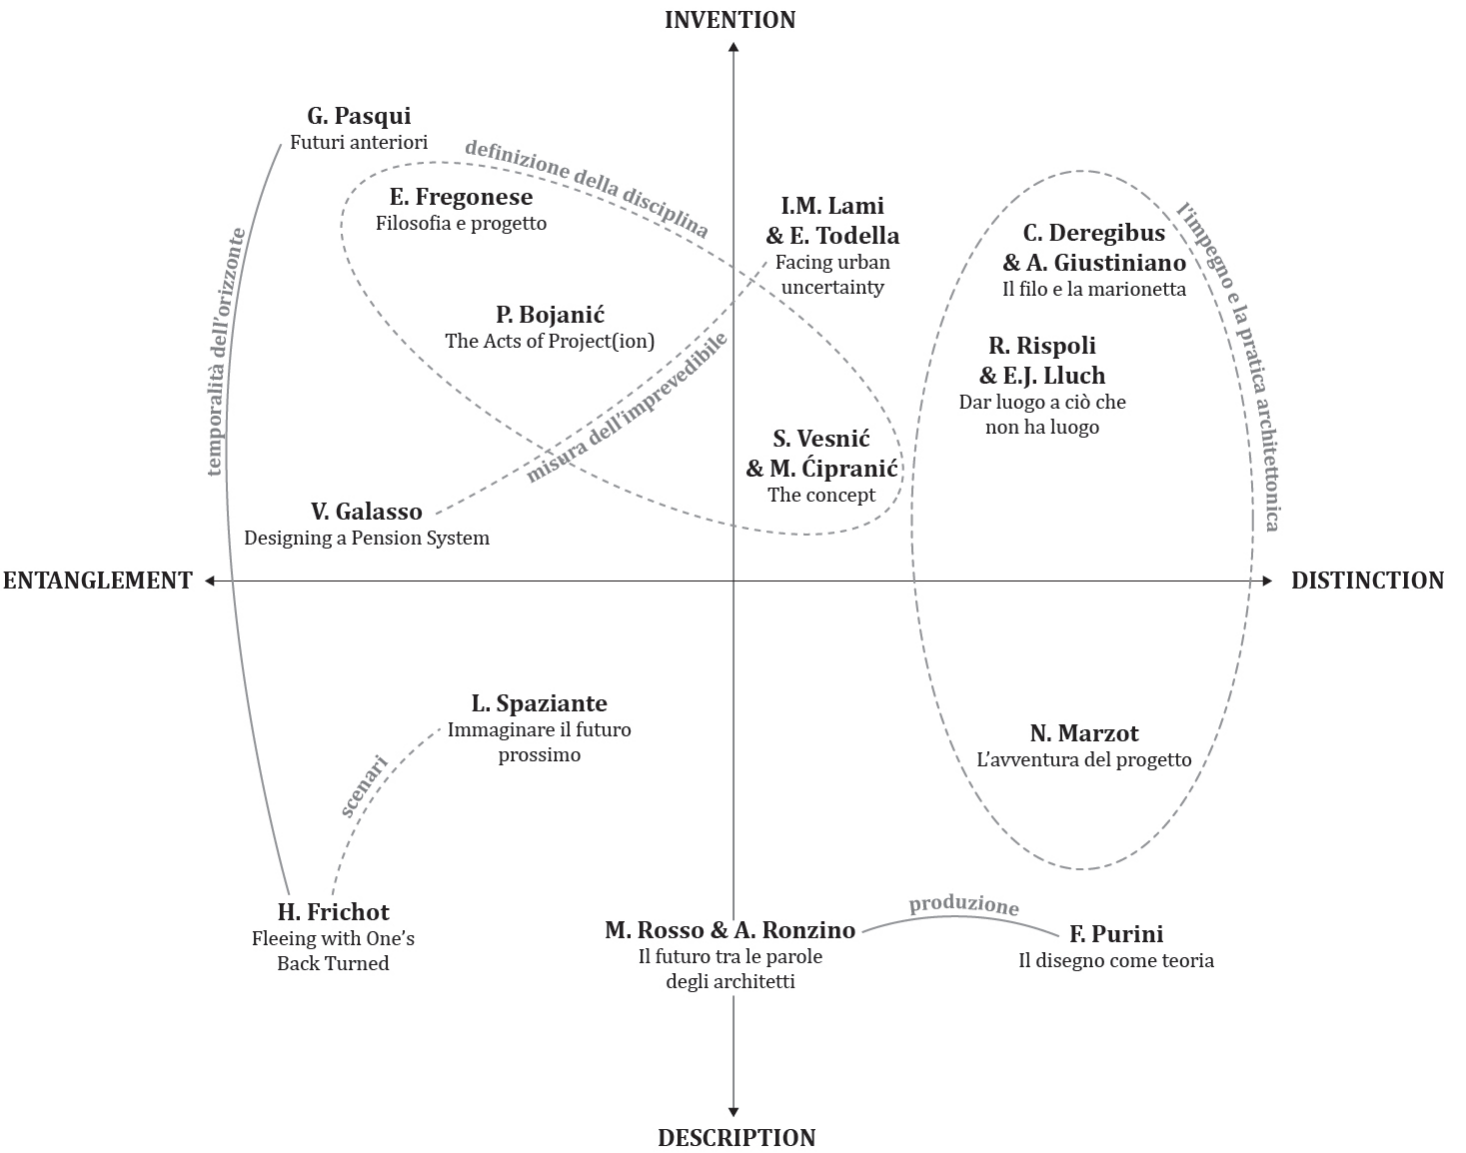 INVENTION
G. Pasqui
Futuri anteriori
definizione della disciplina
E. Fregonese
Filosofia e progetto
I.M. Lami
& E. Todella
Facing urban
uncertainty
C. Deregibus
& A. Giustiniano
Il filo e la marionetta
l'impegno e la pratica architettonica
temporalità dell'orizzonte
P. Bojanić
The Acts of Project(ion)
R. Rispoli
& E.J. Lluch
Dar luogo a ciò che
non ha luogo
misura dell'imprevedibile
S. Vesnić
& M. Ćipranić
The concept
V. Galasso
Designing a Pension System
ENTANGLEMENT
DISTINCTION
L. Spaziante
Immaginare il futuro
prossimo
scenari
N. Marzot
L'avventura del progetto
H. Frichot
Fleeing with One's
Back Turned
M. Rosso & A. Ronzino
Il futuro tra le parole
degli architetti
produzione
F. Purini
Il disegno come teoria
DESCRIPTION